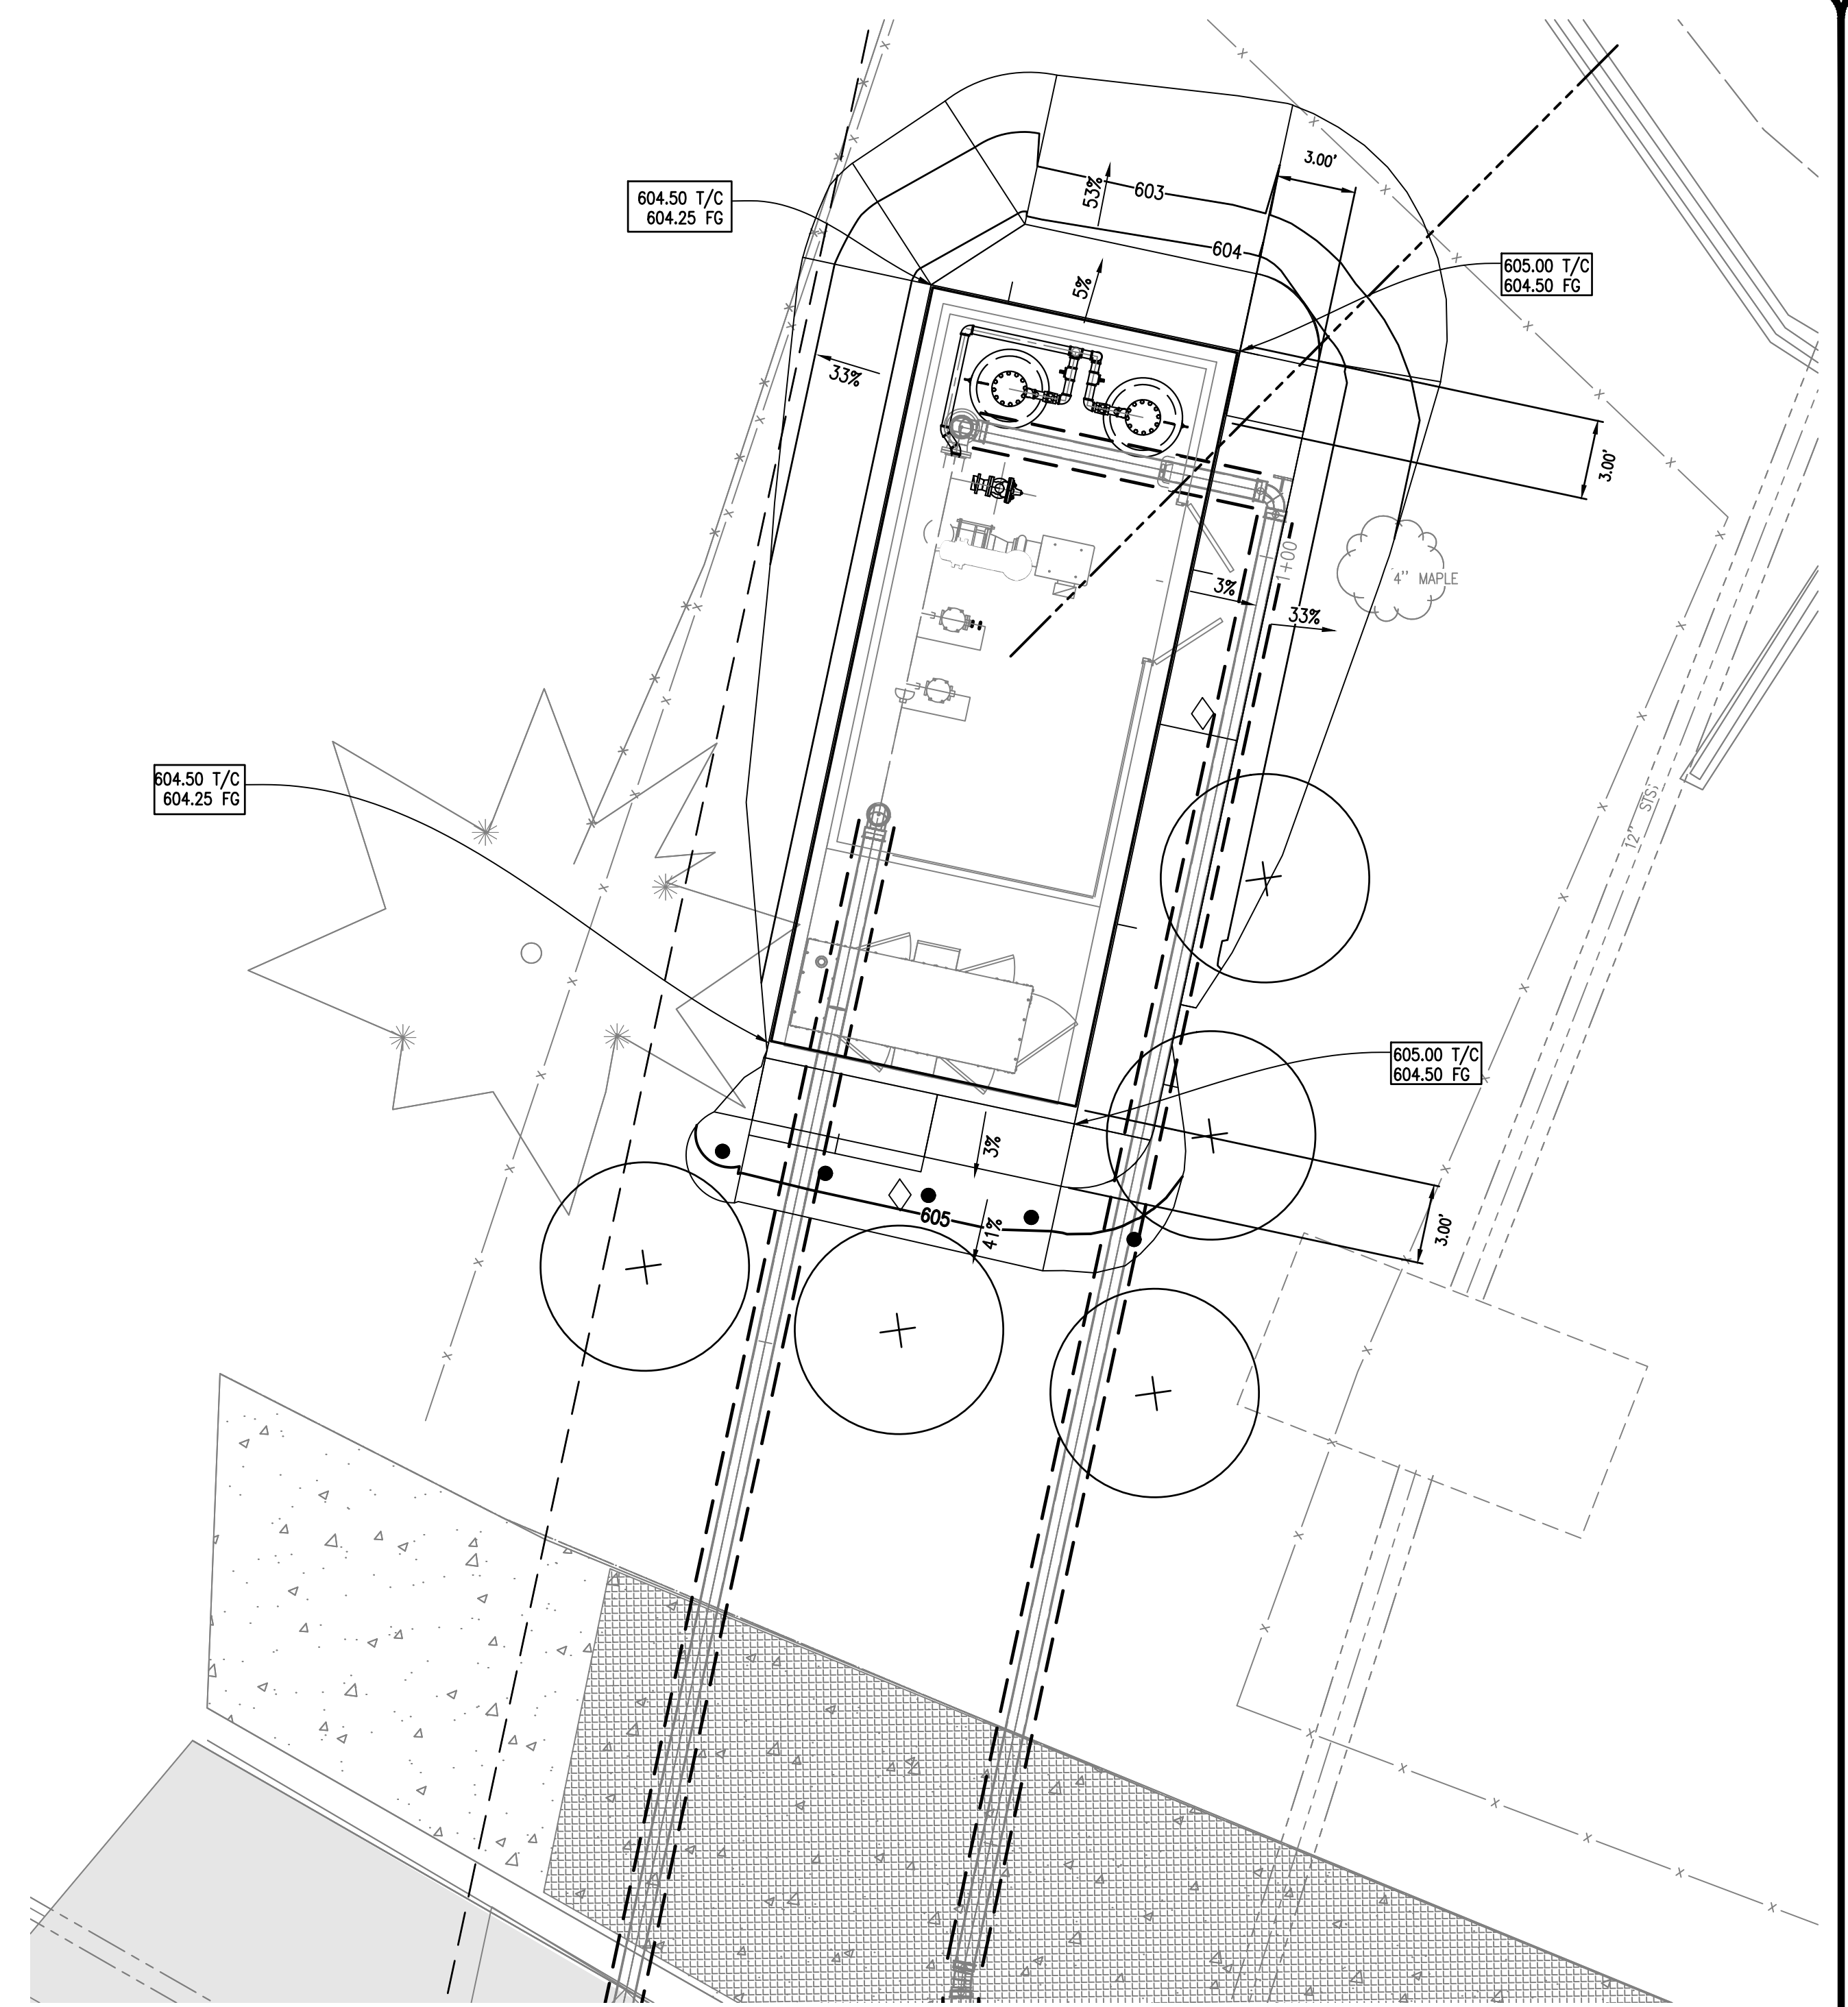 3.00'
53%
603
604.50 T/C
604.25 FG
604
605.00 T/C
604.50 FG
5%
33%
3.00'
1+00
4" MAPLE
3%
33%
604.50 T/C
604.25 FG
12" STS
605.00 T/C
604.50 FG
3%
605
41%
3.00'